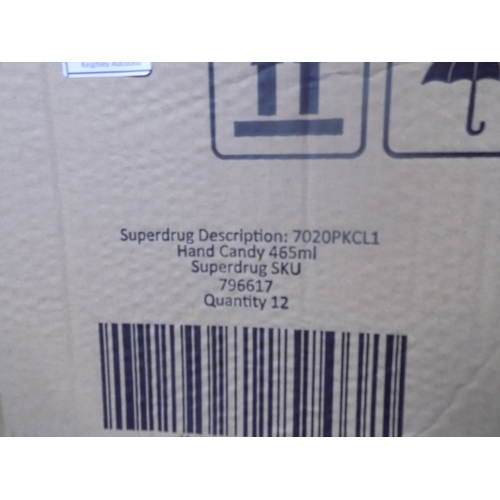 Superdrug Description: 7020PKCL1
Hand Candy 465ml
Superdrug SKU
796617
Quantity 12